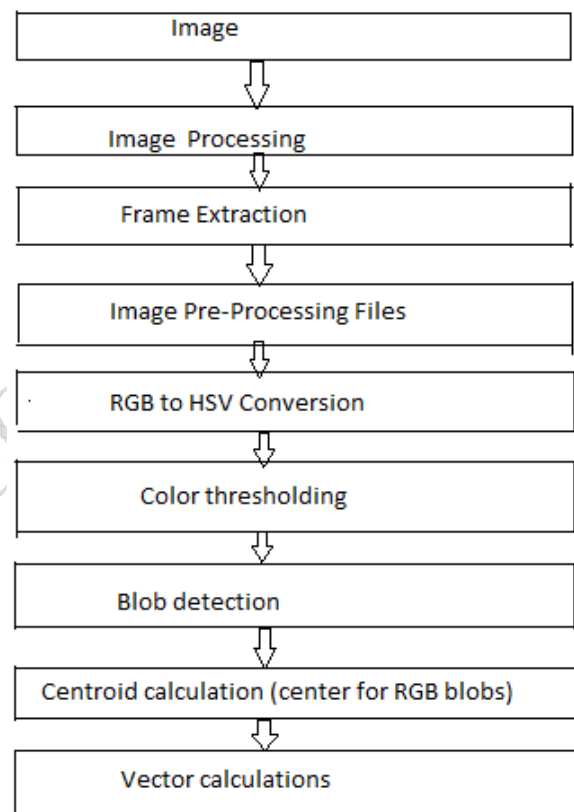 Image
Image Processing
Frame Extraction
Image Pre-Processing Files
RGB to HSV Conversion
Color thresholding
Blob detection
Centroid calculation (center for RGB blobs)
Vector calculations